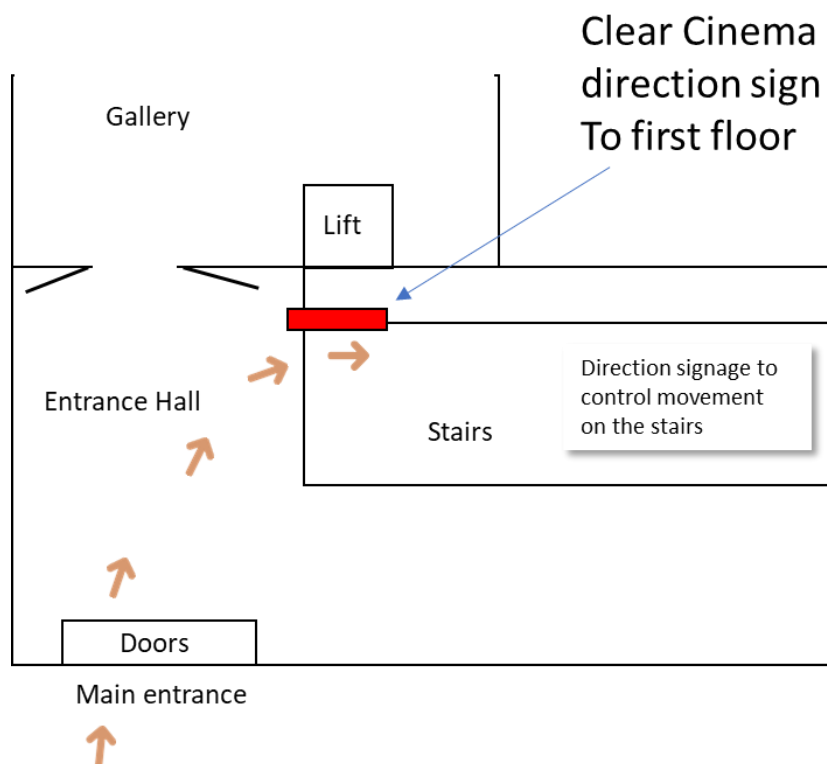 Clear Cinema
direction sign
To first floor
Gallery
Lift
Direction signage to
control movement
on the stairs
Entrance Hall
Stairs
Doors
Main entrance